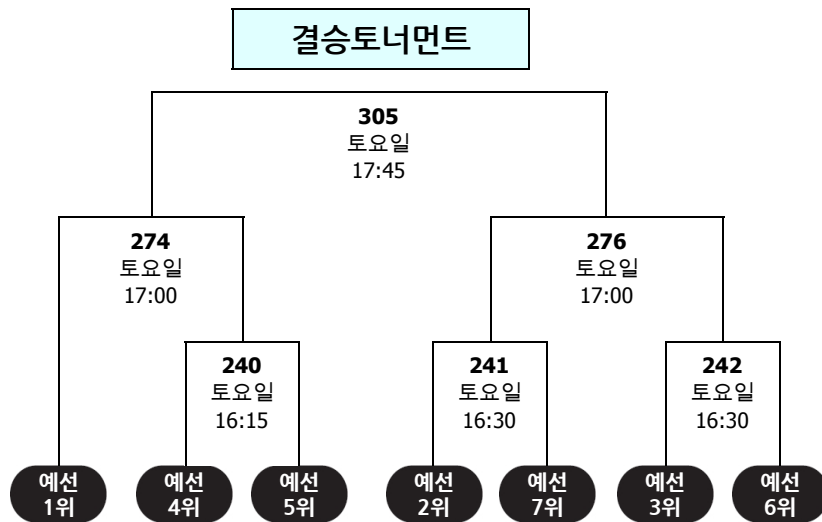 결승토너먼트
305
토요일
17:45
274
토요일
17:00
276
토요일
17:00
240
토요일
16:15
241
토요일
16:30
242
토요일
16:30
예선
1위
예선
4위
예선
5위
예선
2위
예선
7위
예선
3위
예선
6위